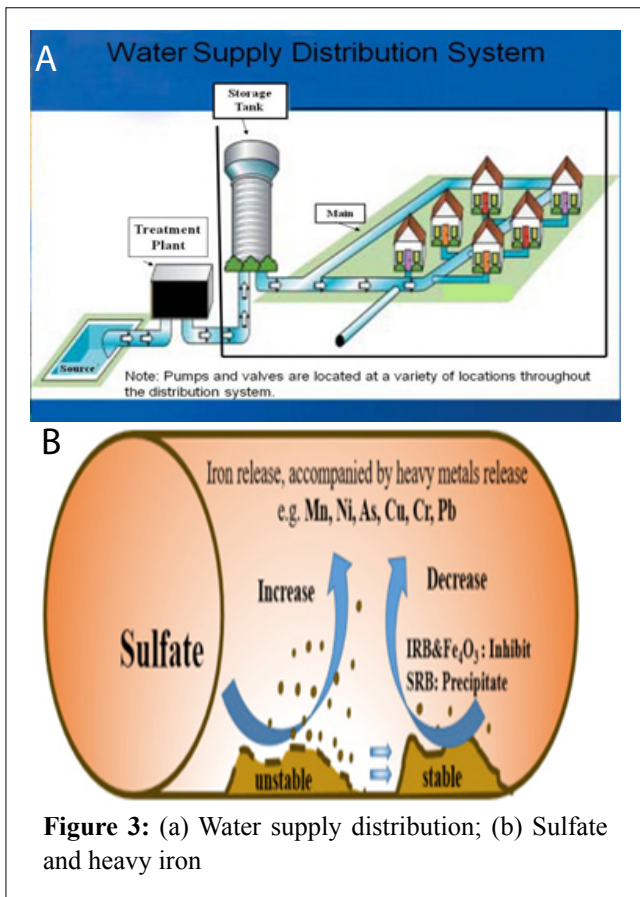 A
Water Supply Distribution System
Storage
Tank
Main
Treatment
Plant
Source
Note: Pumps and valves are located at a variety of locations throughout
the distribution system.
B
Iron release, accompanied by heavy metals release
e.g. Mn, Ni, As, Cu, Cr, Pb
Increase
Decrease
Sulfate
IRB&Fe₄O₃: Inhibit
SRB: Precipitate
unstable
stable
Figure 3: (a) Water supply distribution; (b) Sulfate
and heavy iron